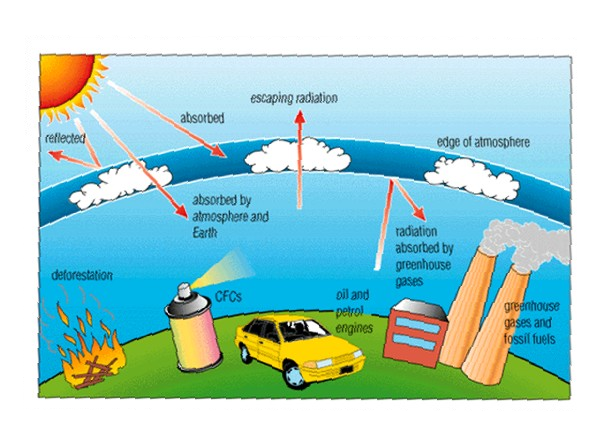 escaping radiation
absorbed
reflected
edge of atmosphere
absorbed by
atmosphere and
Earth
radiation
absorbed by
greenhouse
gases
deforestation
CFCs
oil and
petrol
engines
greenhouse
gases and
fossil fuels